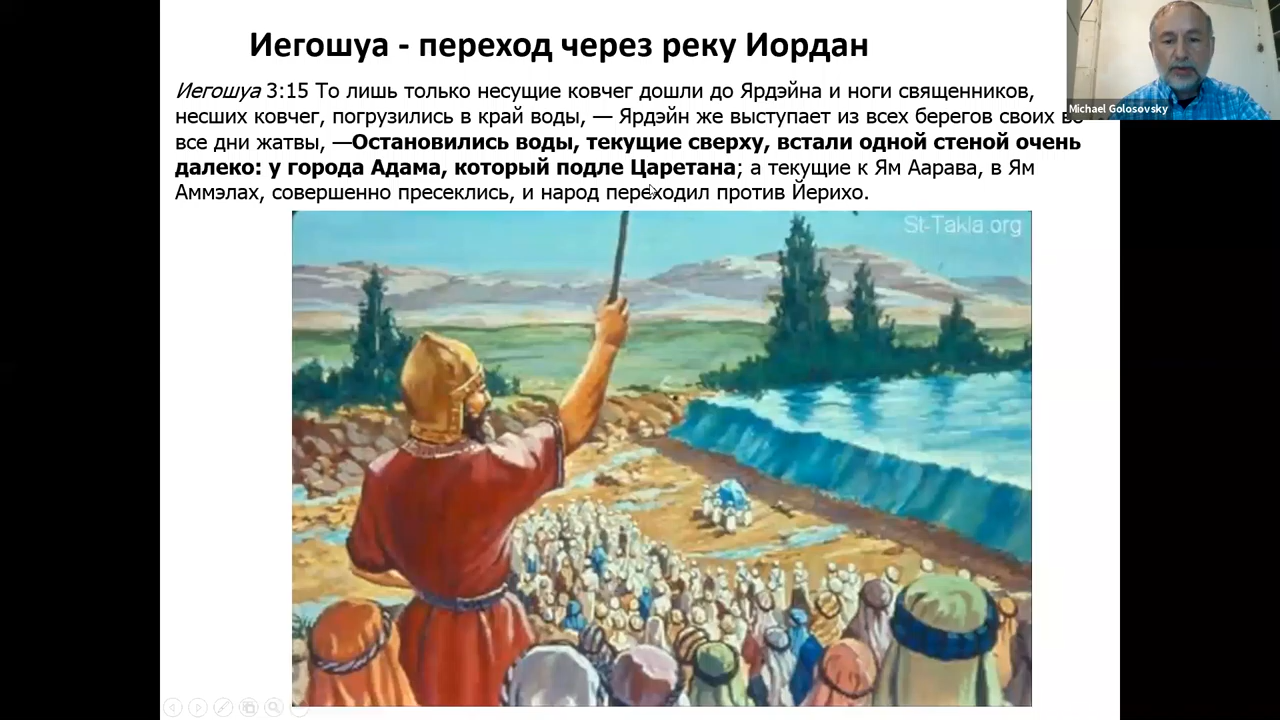 Иегошуа - переход через реку Иордан
Иегошуа 3:15 То лишь только несущие ковчег дошли до Ярдэйна и ноги священников,
несших ковчег, погрузились в край воды, — Ярдэйн же выступает из всех берегов своих во
все дни жатвы, —Остановились воды, текущие сверху, встали одной стеной очень
далеко: у города Адама, который подле Царетана; а текущие к Ям Аарава, в Ям
Аммэлах, совершенно пресеклись, и народ переходил против Йерихо.
Michael Golosovsky
St-Takla.org